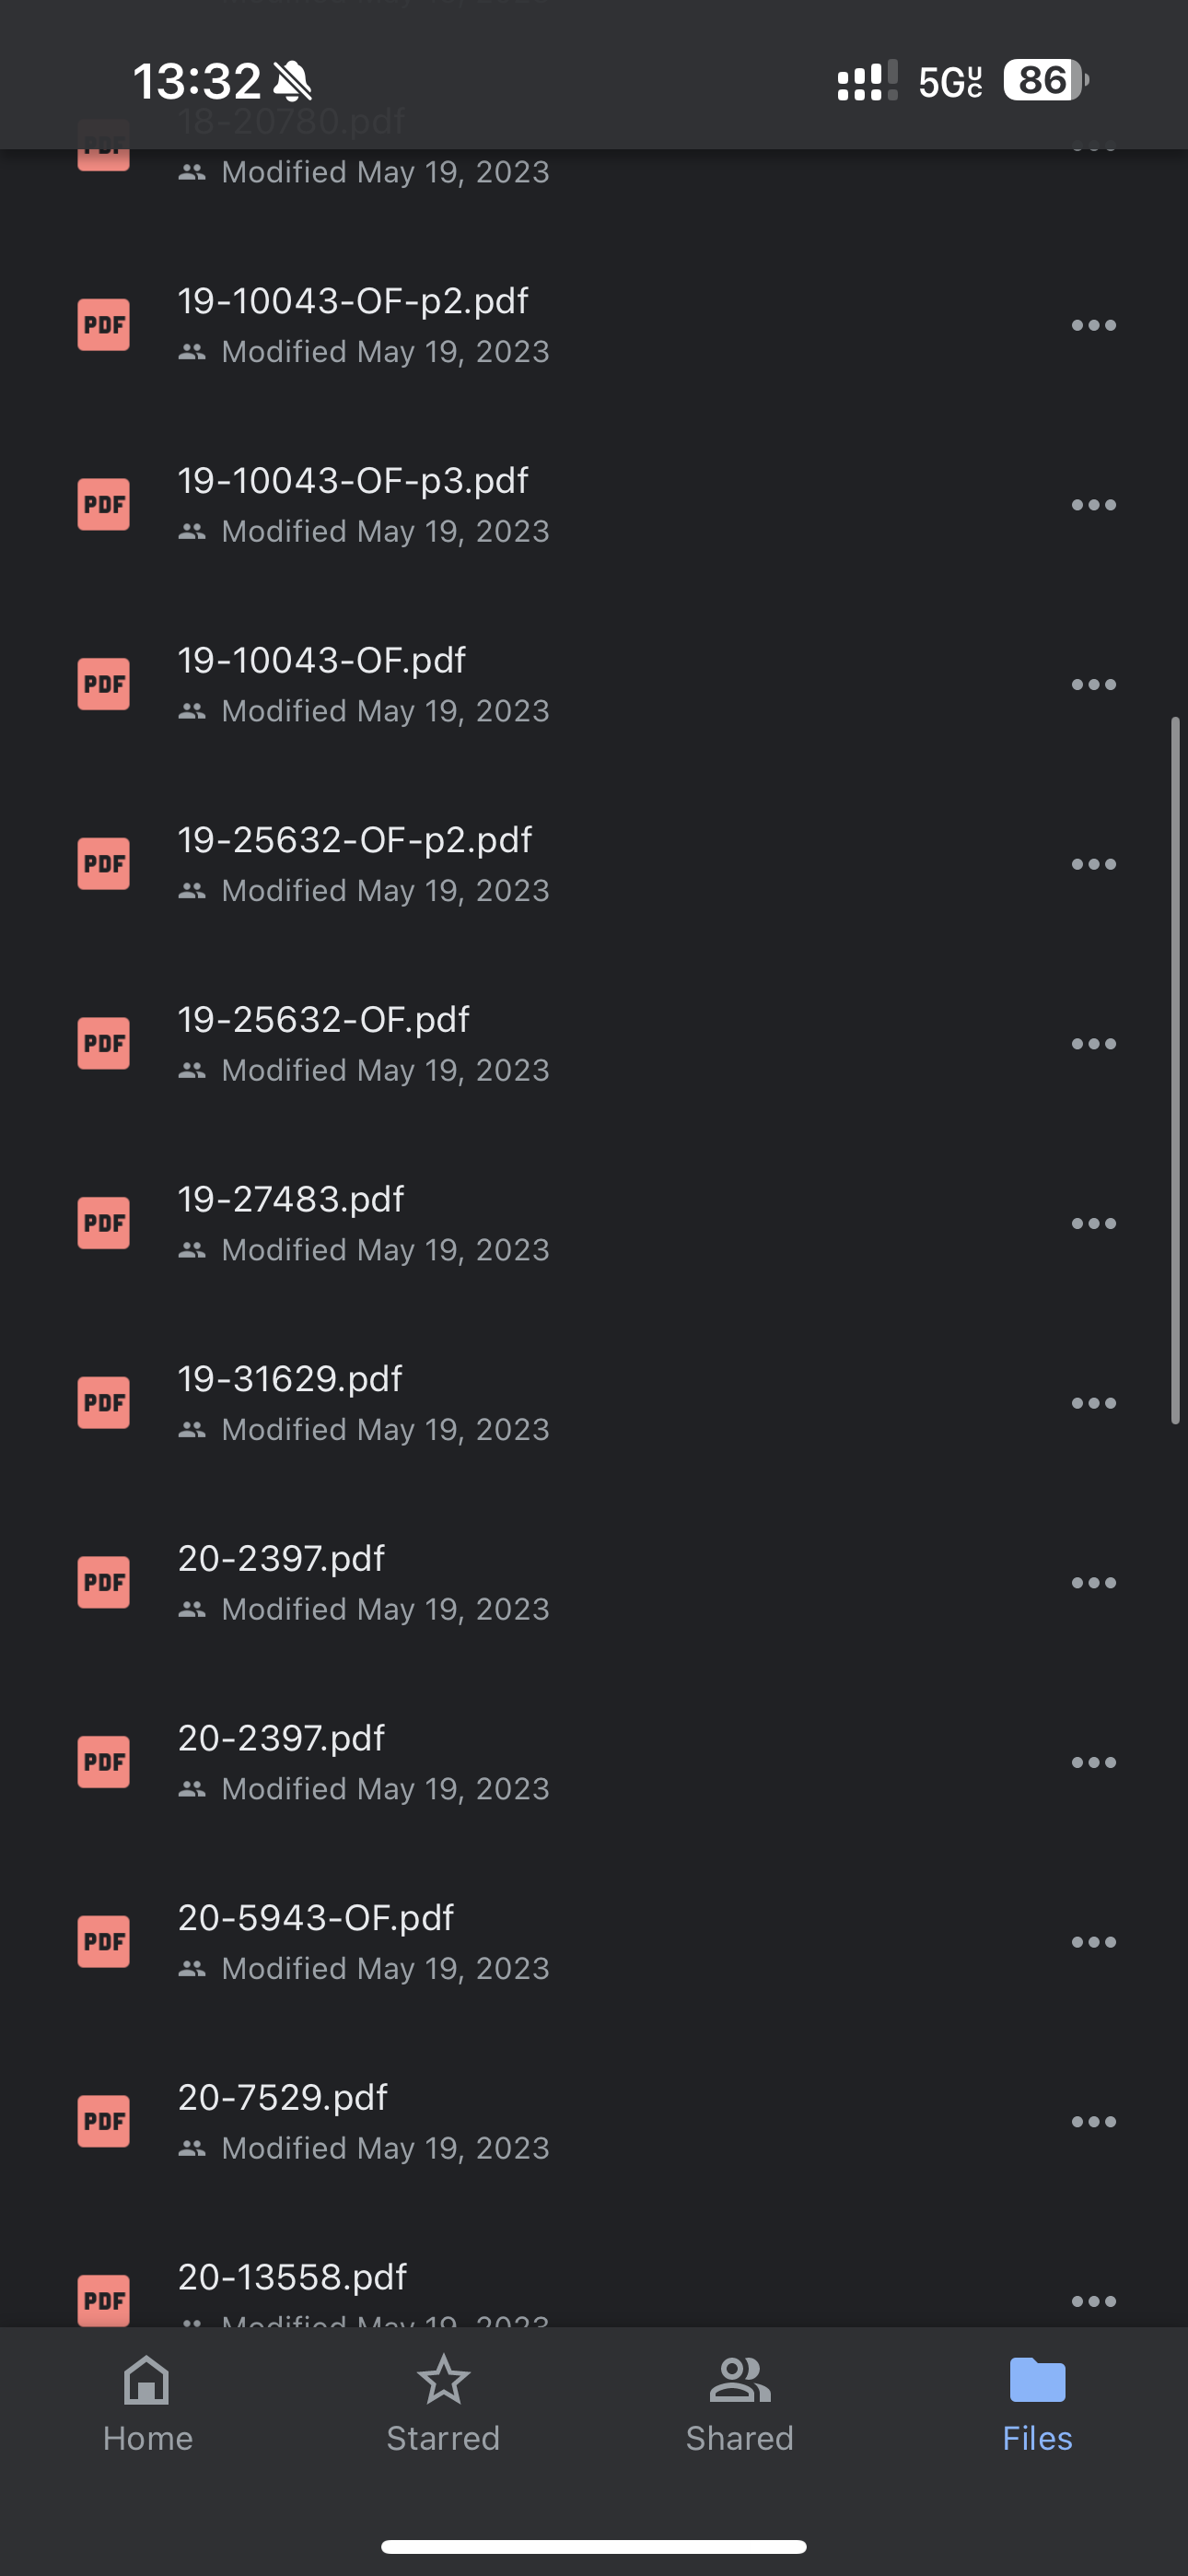 13:32
5G UC
86
18-20780.pdf
PDF
Modified May 19, 2023
19-10043-OF-p2.pdf
PDF
Modified May 19, 2023
19-10043-OF-p3.pdf
PDF
Modified May 19, 2023
19-10043-OF.pdf
PDF
Modified May 19, 2023
19-25632-OF-p2.pdf
PDF
Modified May 19, 2023
19-25632-OF.pdf
PDF
Modified May 19, 2023
19-27483.pdf
PDF
Modified May 19, 2023
19-31629.pdf
PDF
Modified May 19, 2023
20-2397.pdf
PDF
Modified May 19, 2023
20-2397.pdf
PDF
Modified May 19, 2023
20-5943-OF.pdf
PDF
Modified May 19, 2023
20-7529.pdf
PDF
Modified May 19, 2023
20-13558.pdf
PDF
Modified May 19, 2023
Home
Starred
Shared
Files